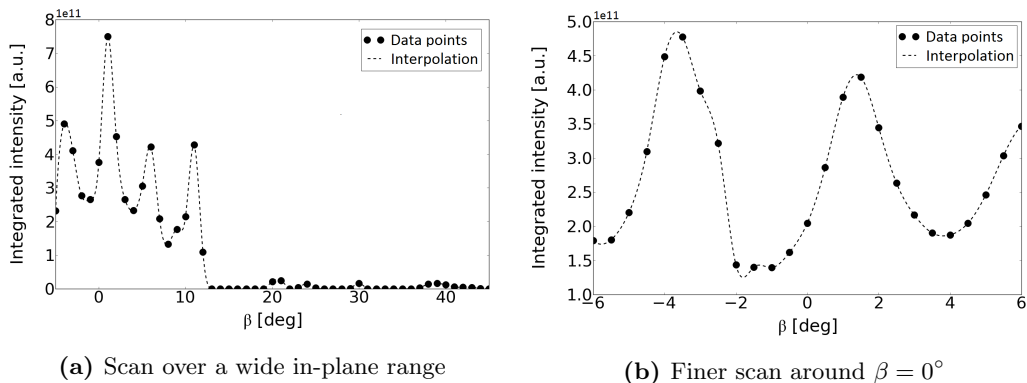 1e11
8
7
6
5
4
3
2
1
0
0
10
20
30
40
Integrated intensity [a.u.]
β [deg]
Data points
Interpolation
(a) Scan over a wide in-plane range
1e11
5.0
4.5
4.0
3.5
3.0
2.5
2.0
1.5
1.0
−6
−4
−2
0
2
4
6
Integrated intensity [a.u.]
β [deg]
Data points
Interpolation
(b) Finer scan around β = 0°